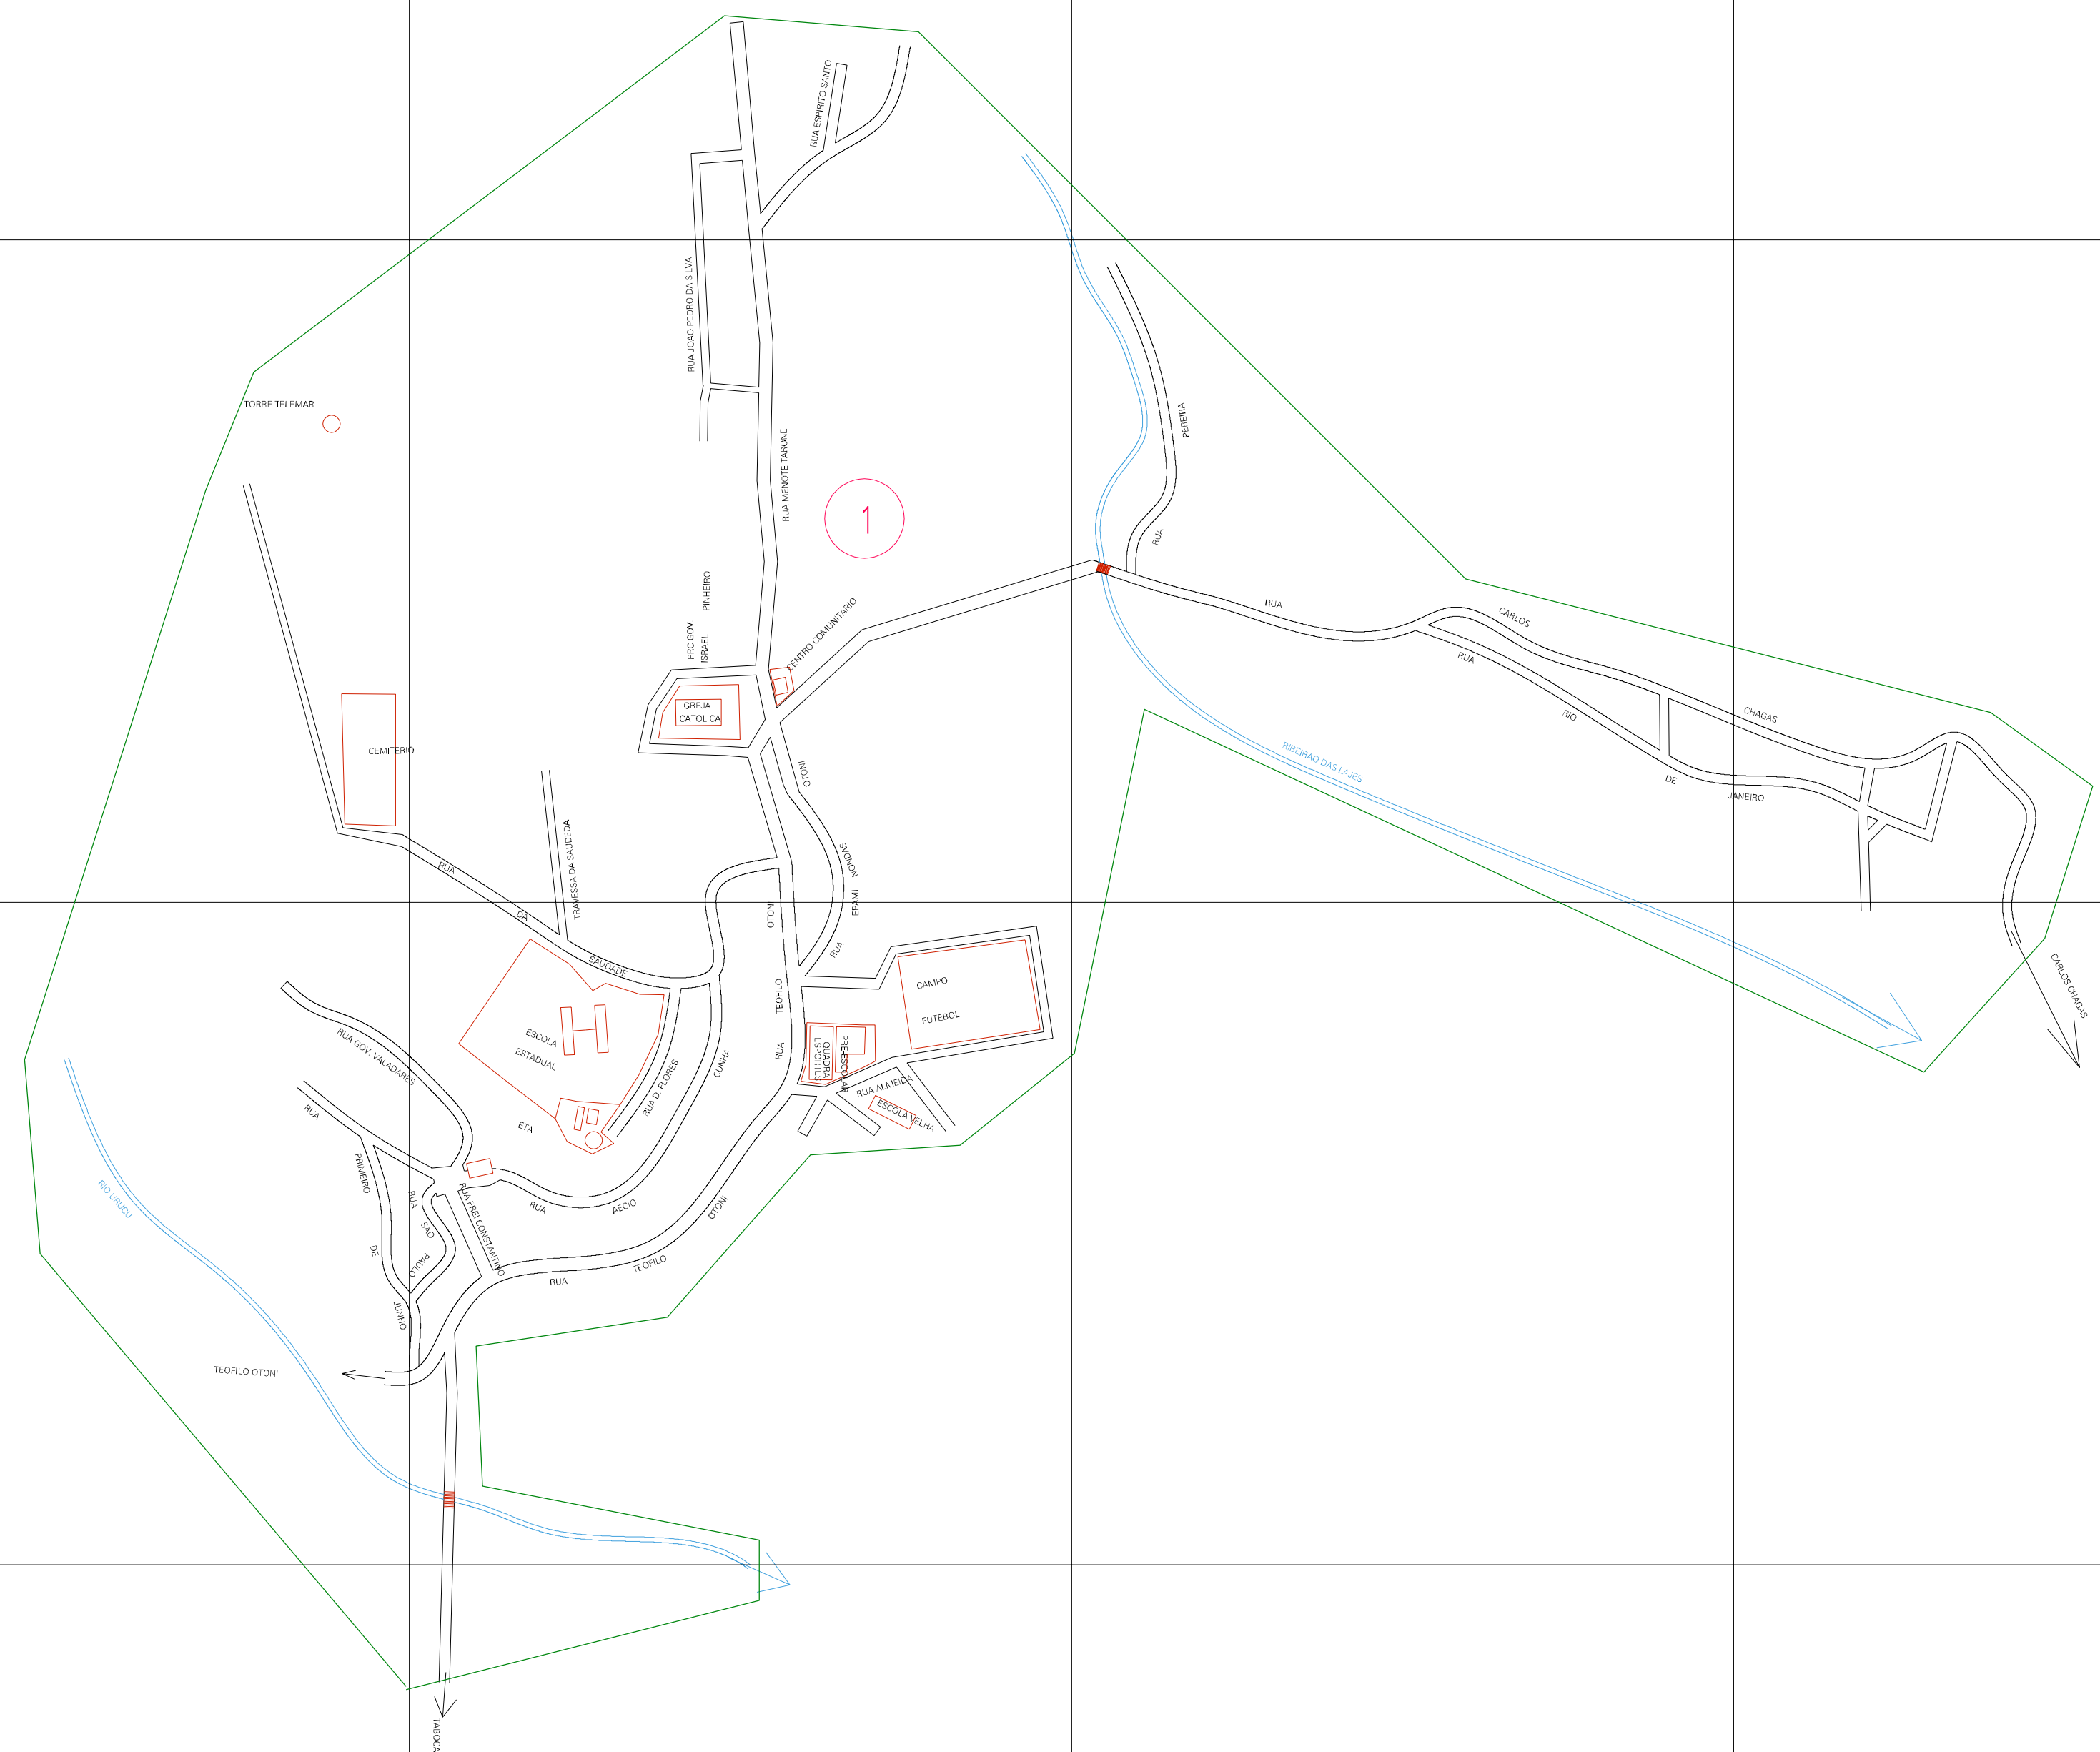 RUA ESPIRITO SANTO
RUA JOAO PEDRO DA SILVA
TORRE TELEMAR
RUA MENOTE TARONE
1
PEREIRA
RUA
PRC GOV
ISRAEL
PINHEIRO
CENTRO COMUNITARIO
RUA
CARLOS
CHAGAS
RUA
RIO
DE
JANEIRO
IGREJA
CATOLICA
CEMITERIO
RIBEIRAO DAS LAJES
OTONI
NONDAS
EPAMI
RUA
TRAVESSA DA SAUDEDA
RUA
DA
SAUDADE
OTONI
TEOFILO
RUA
CAMPO
FUTEBOL
CARLOS CHAGAS
ESCOLA
ESTADUAL
QUADRA
ESPORTES
PRE-ESCOLAR
RUA ALMEIDA
ESCOLA VELHA
RUA GOV. VALADARES
RUA D. FLORES
CUNHA
AECIO
RUA
ETA
RUA
PRIMEIRO
DE
JUNHO
RUA
SAO
PAULO
RUA FREI CONSTANTINO
RIO URUCU
OTONI
TEOFILO
RUA
TEOFILO OTONI
TABOCA